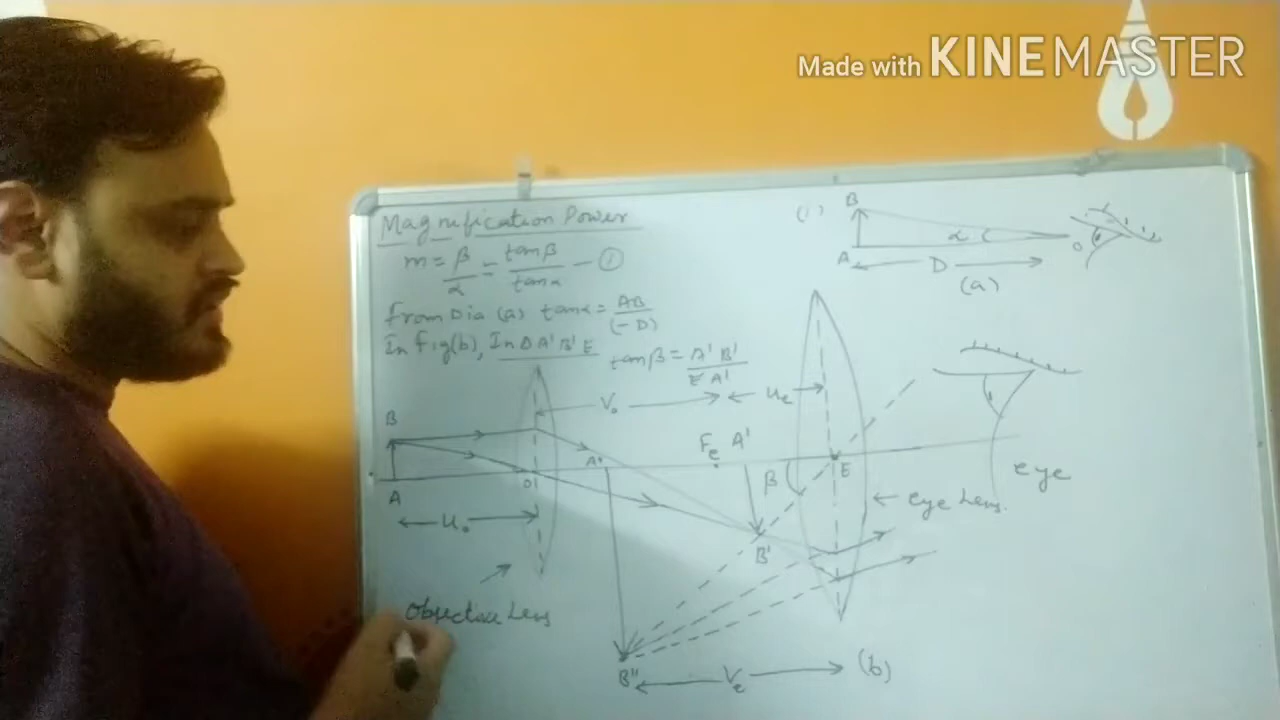 Made with KINEMASTER
Magnification Power
m = β/α = tanβ/tanα — ①
From Dia (a) tanα = AB/(-D)
In Fig(b), In Δ A'B'E tanβ = A'B'/EA'
(i)
B
α
A
O
D
(a)
V₀
uₑ
B
A"
Fₑ
A'
β
E
eye
A
O
eye Lens.
u₀
B'
Objective Lens
B"
Vₑ
(b)